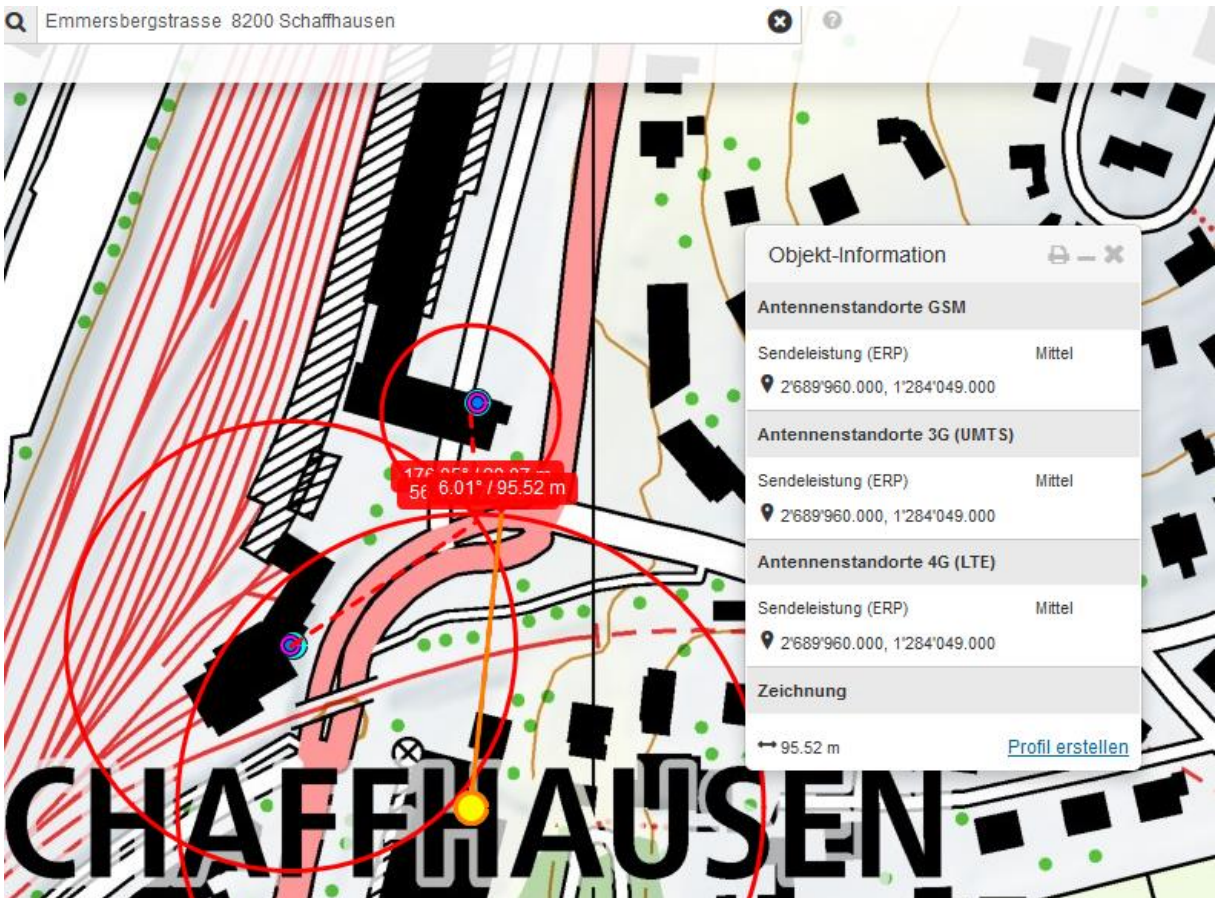 Emmersbergstrasse 8200 Schaffhausen
Objekt-Information
Antennenstandorte GSM
Sendeleistung (ERP) Mittel
2'689'960.000, 1'284'049.000
Antennenstandorte 3G (UMTS)
Sendeleistung (ERP) Mittel
2'689'960.000, 1'284'049.000
Antennenstandorte 4G (LTE)
Sendeleistung (ERP) Mittel
2'689'960.000, 1'284'049.000
Zeichnung
95.52 m Profil erstellen
6.01° / 95.52 m
CHAFFHAUSEN